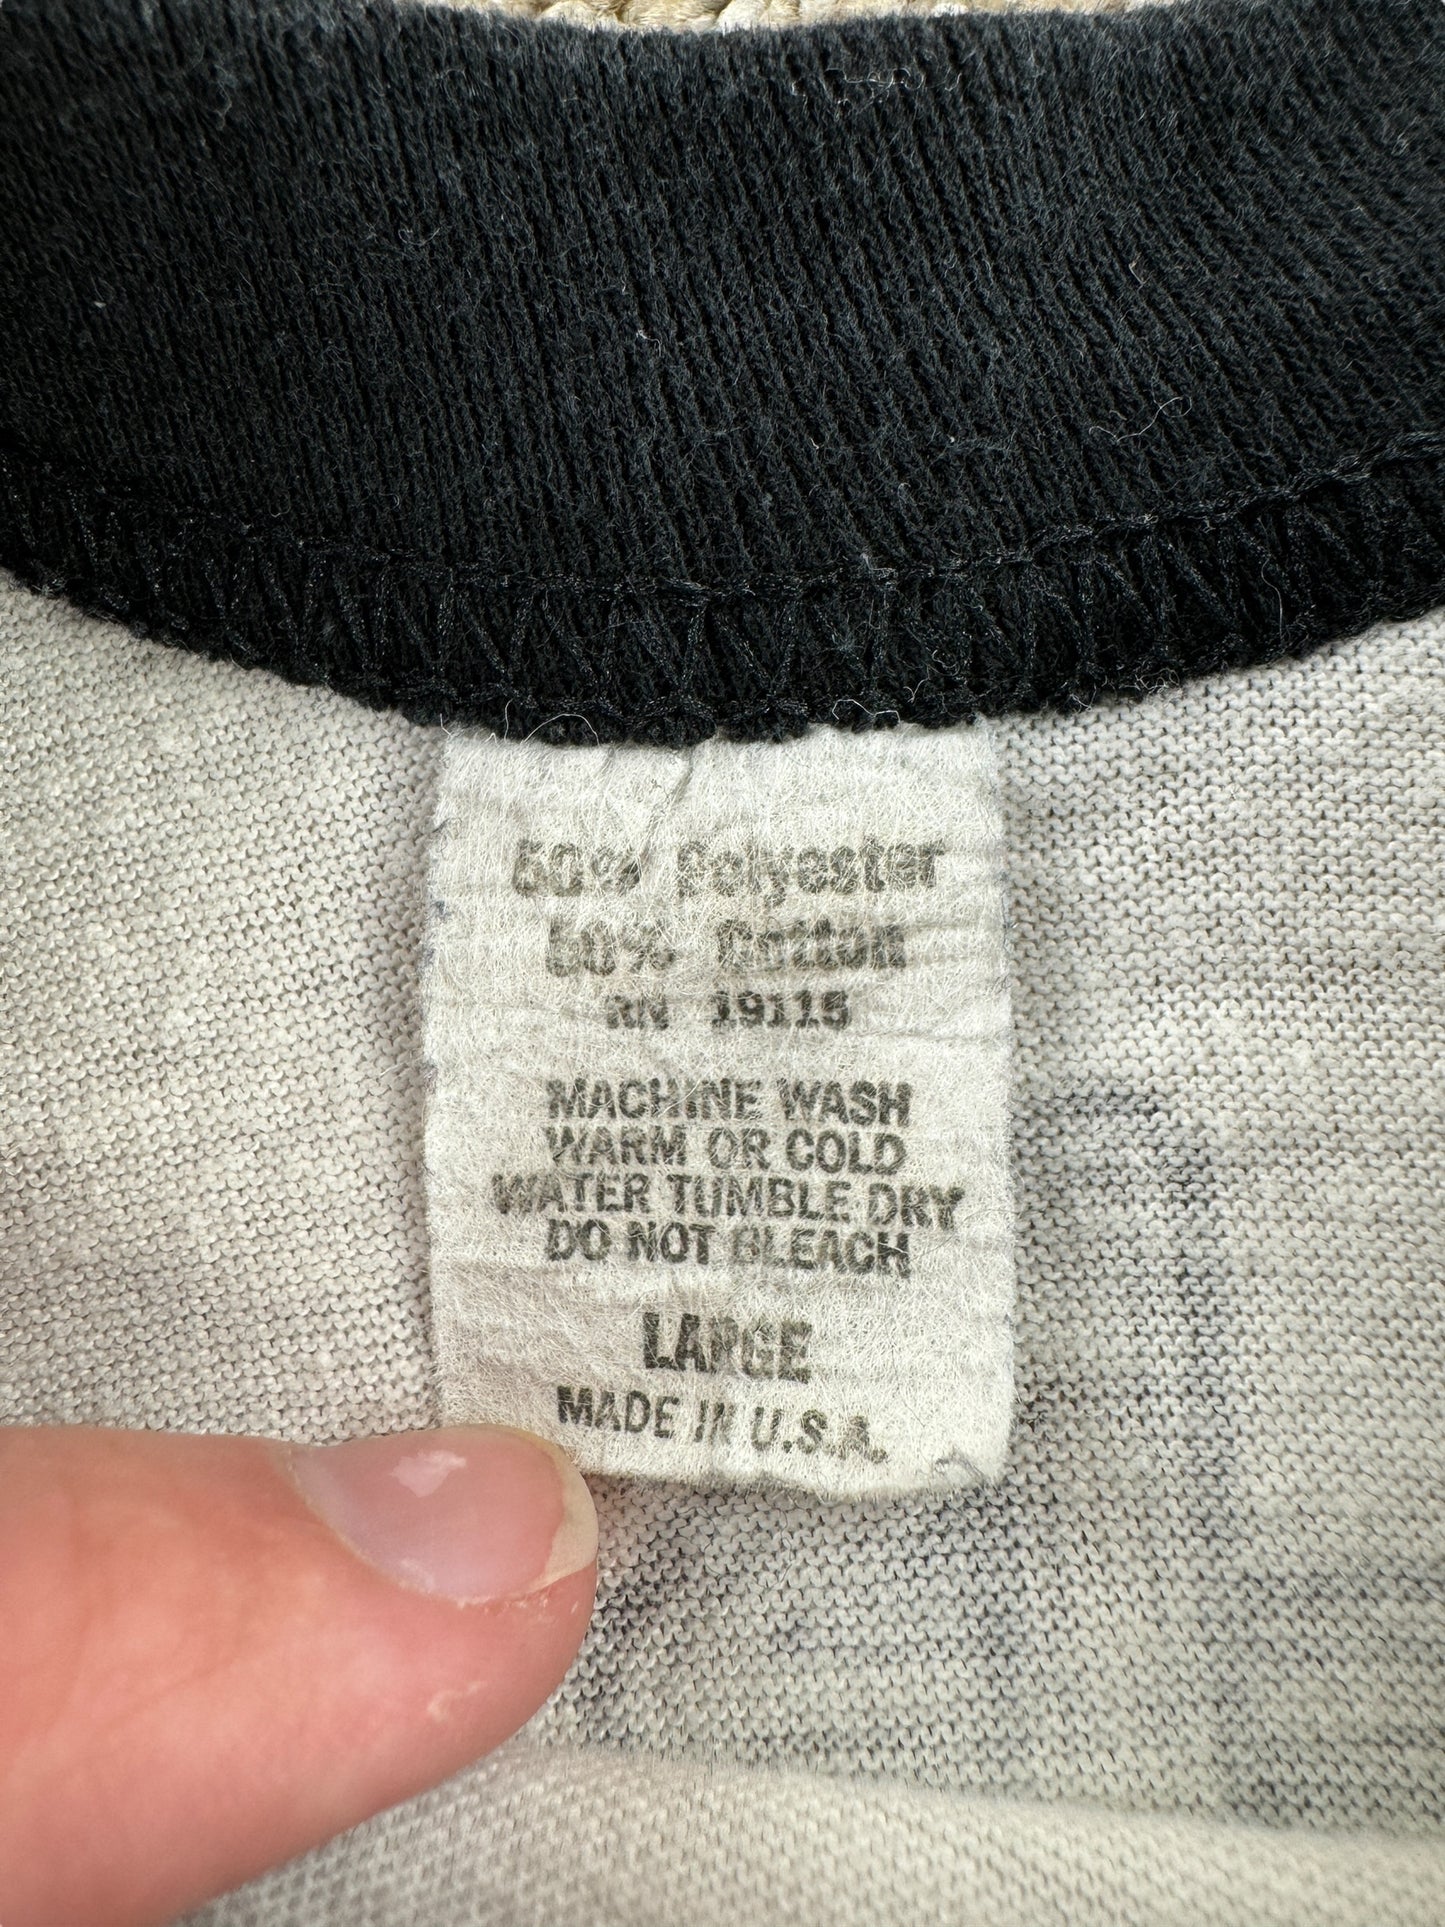 50% Polyester
50% Cotton
RN 19115
MACHINE WASH
WARM OR COLD
WATER TUMBLE DRY
DO NOT BLEACH
LARGE
MADE IN U.S.A.